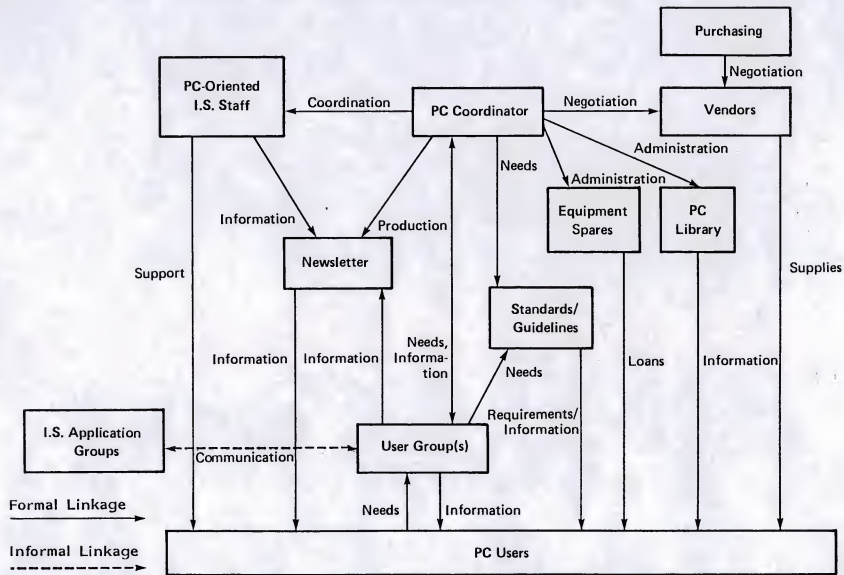 Purchasing
Negotiation
PC-Oriented
I.S. Staff
Coordination
PC Coordinator
Negotiation
Vendors
Administration
Needs
Administration
Information
Production
Equipment
Spares
PC
Library
Newsletter
Support
Supplies
Standards/
Guidelines
Information
Information
Needs,
Informa-
tion
Needs
Loans
Information
Requirements/
Information
I.S. Application
Groups
Communication
User Group(s)
Formal Linkage
Needs
Information
Informal Linkage
PC Users